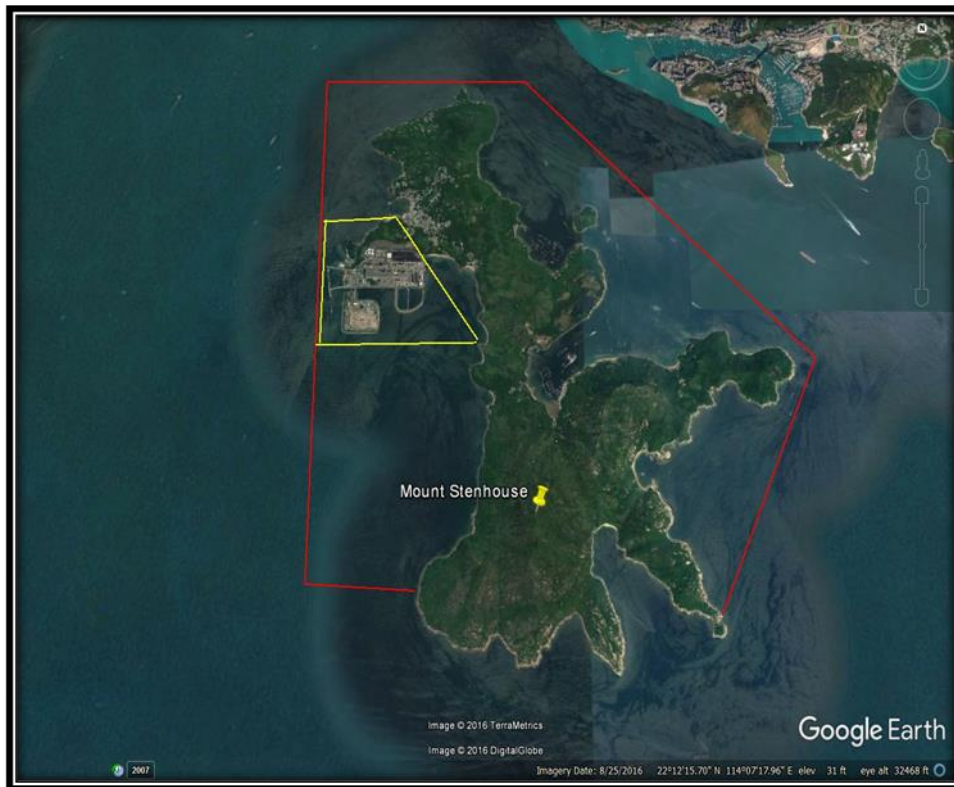 N
Mount Stenhouse
Image © 2016 TerraMetrics
Image © 2016 DigitalGlobe
Google Earth
2007
Imagery Date: 8/25/2016 22°12'15.70" N 114°07'17.96" E elev 31 ft eye alt 32468 ft